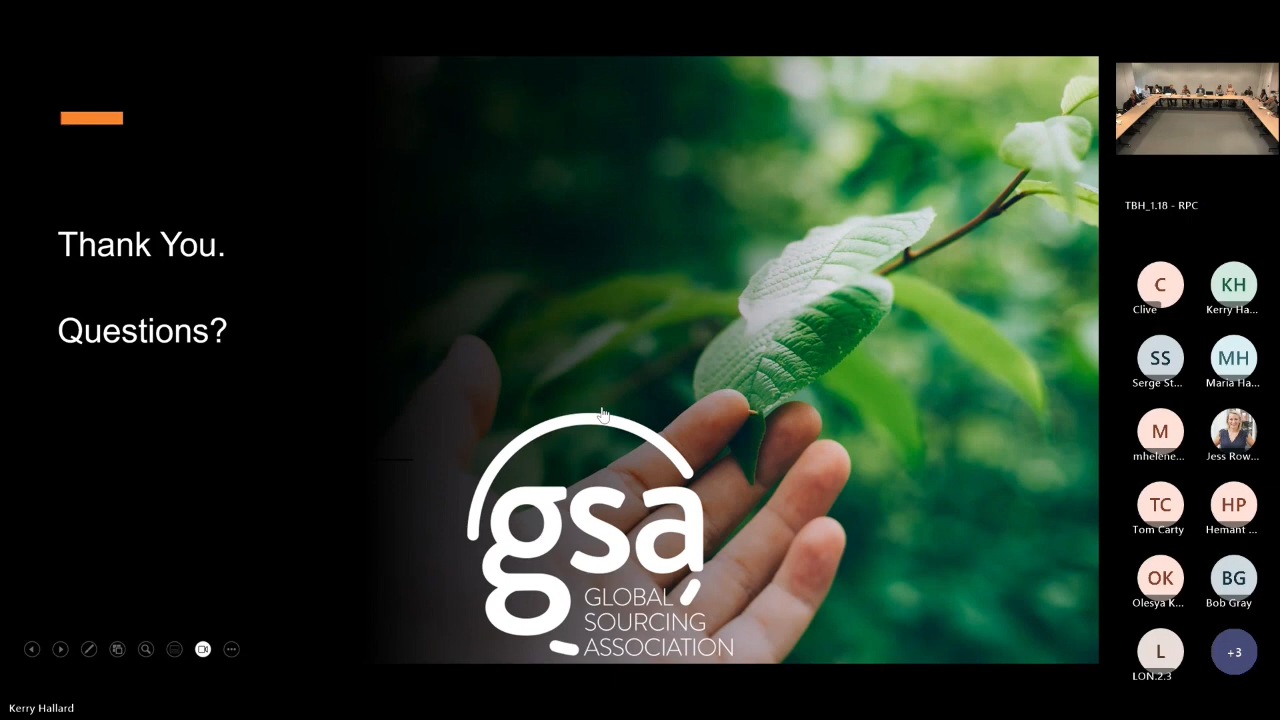 Thank You.
Questions?
gsa
GLOBAL
SOURCING
ASSOCIATION
TBH_1.18 - RPC
C
KH
Clive
Kerry Ha...
SS
MH
Serge St...
Maria Ha...
M
mhelene...
Jess Row...
TC
HP
Tom Carty
Hemant ...
OK
BG
Olesya K...
Bob Gray
L
+3
LON.2.3
Kerry Hallard